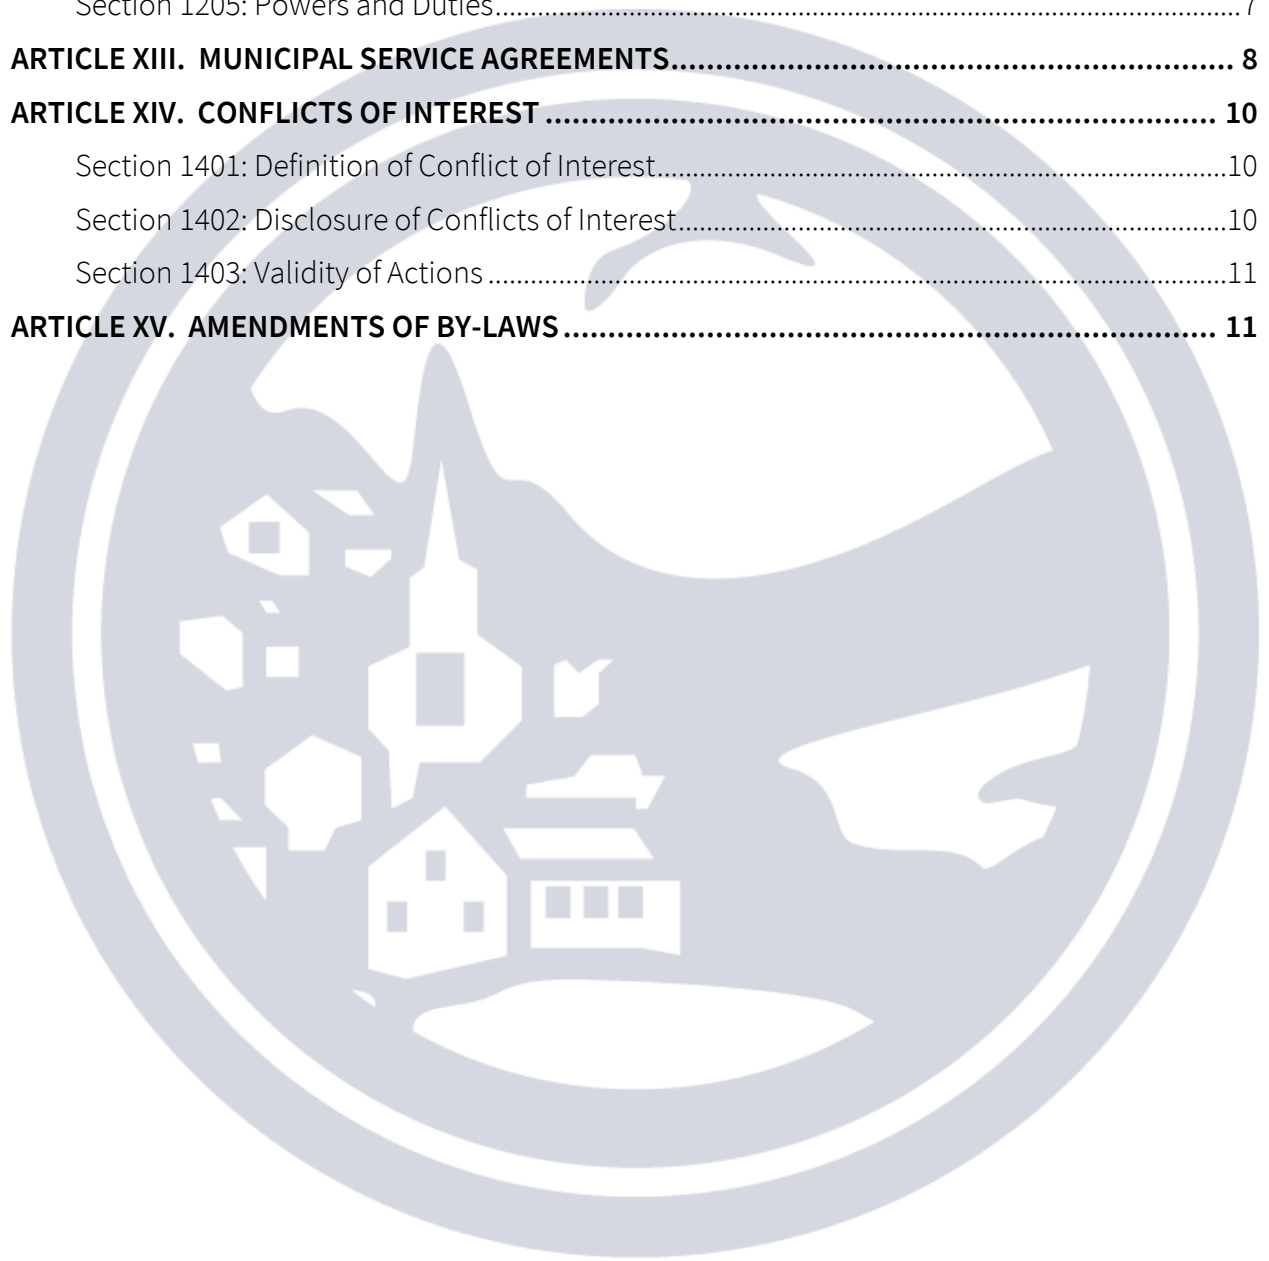 Section 1205: Powers and Duties.......................................................................................................7
ARTICLE XIII.  MUNICIPAL SERVICE AGREEMENTS............................................................... 8
ARTICLE XIV.  CONFLICTS OF INTEREST ........................................................................... 10
Section 1401: Definition of Conflict of Interest...............................................................................10
Section 1402: Disclosure of Conflicts of Interest............................................................................10
Section 1403: Validity of Actions .......................................................................................................11
ARTICLE XV.  AMENDMENTS OF BY-LAWS ......................................................................... 11